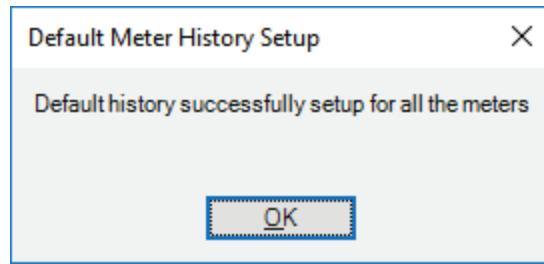 Default Meter History Setup
Default history successfully setup for all the meters
OK